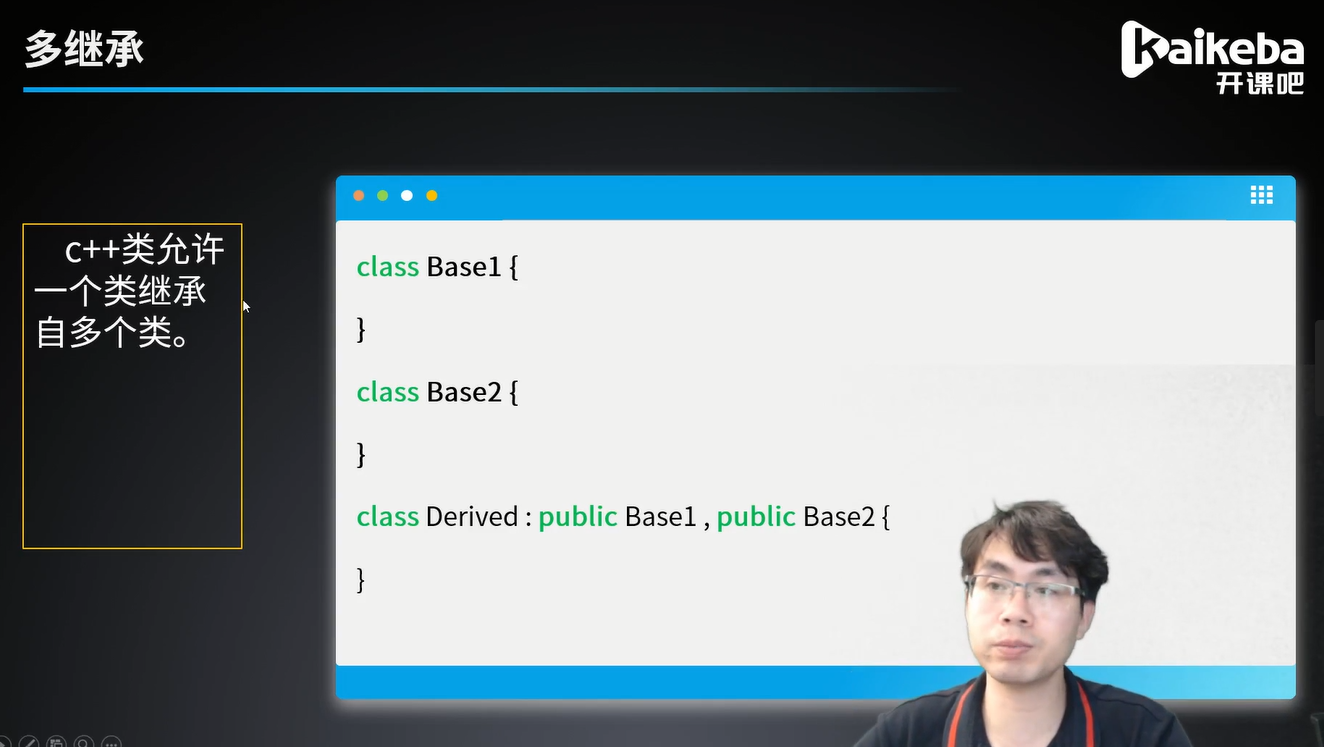 多继承
kaikeba
开课吧
c++类允许
一个类继承
自多个类。
class Base1 {
}
class Base2 {
}
class Derived : public Base1 , public Base2 {
}